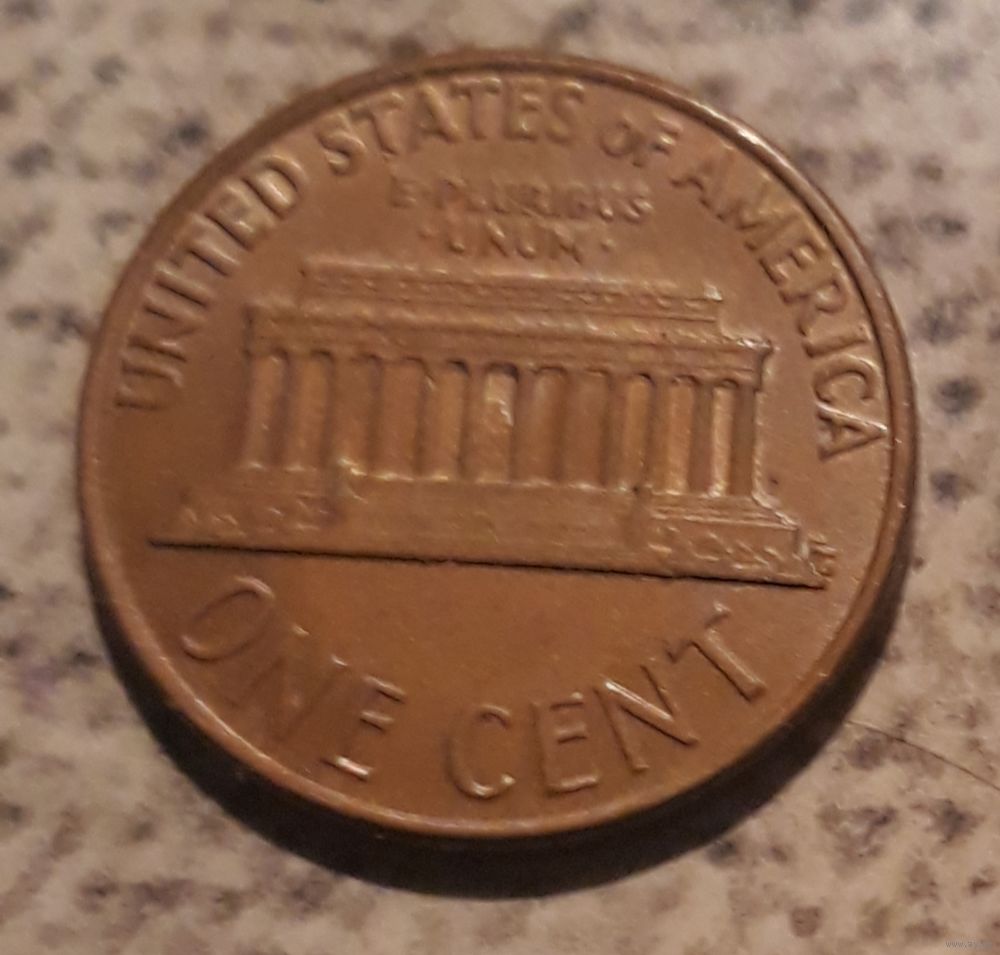 UNITED STATES OF AMERICA
E·PLURIBUS
·UNUM·
ONE CENT